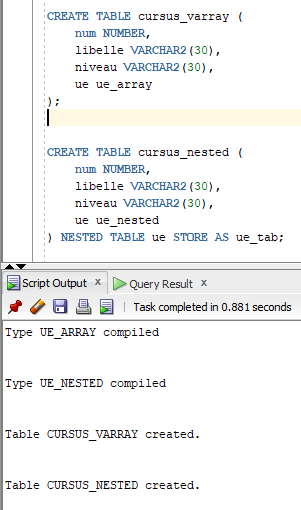 CREATE TABLE cursus_varray (
num NUMBER,
libelle VARCHAR2(30),
niveau VARCHAR2(30),
ue ue_array
);
CREATE TABLE cursus_nested (
num NUMBER,
libelle VARCHAR2(30),
niveau VARCHAR2(30),
ue ue_nested
) NESTED TABLE ue STORE AS ue_tab;
Script Output x Query Result x
Task completed in 0.881 seconds
Type UE_ARRAY compiled
Type UE_NESTED compiled
Table CURSUS_VARRAY created.
Table CURSUS_NESTED created.